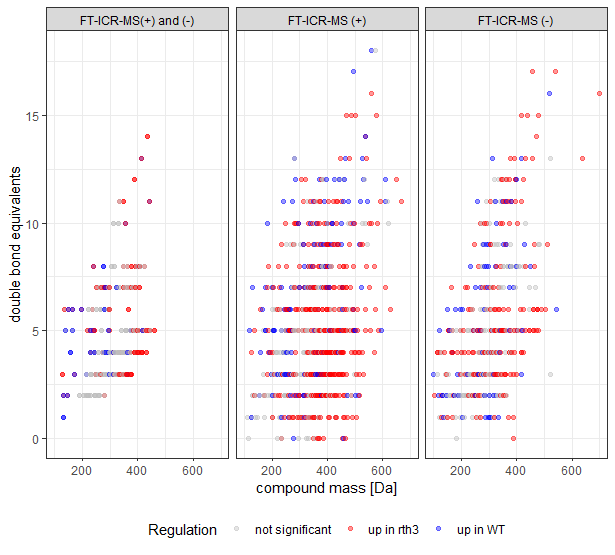 FT-ICR-MS(+) and (-) FT-ICR-MS (+) FT-ICR-MS (-)
double bond equivalents
15
10
5
0
200 400 600 200 400 600 200 400 600
compound mass [Da]
Regulation not significant up in rth3 up in WT